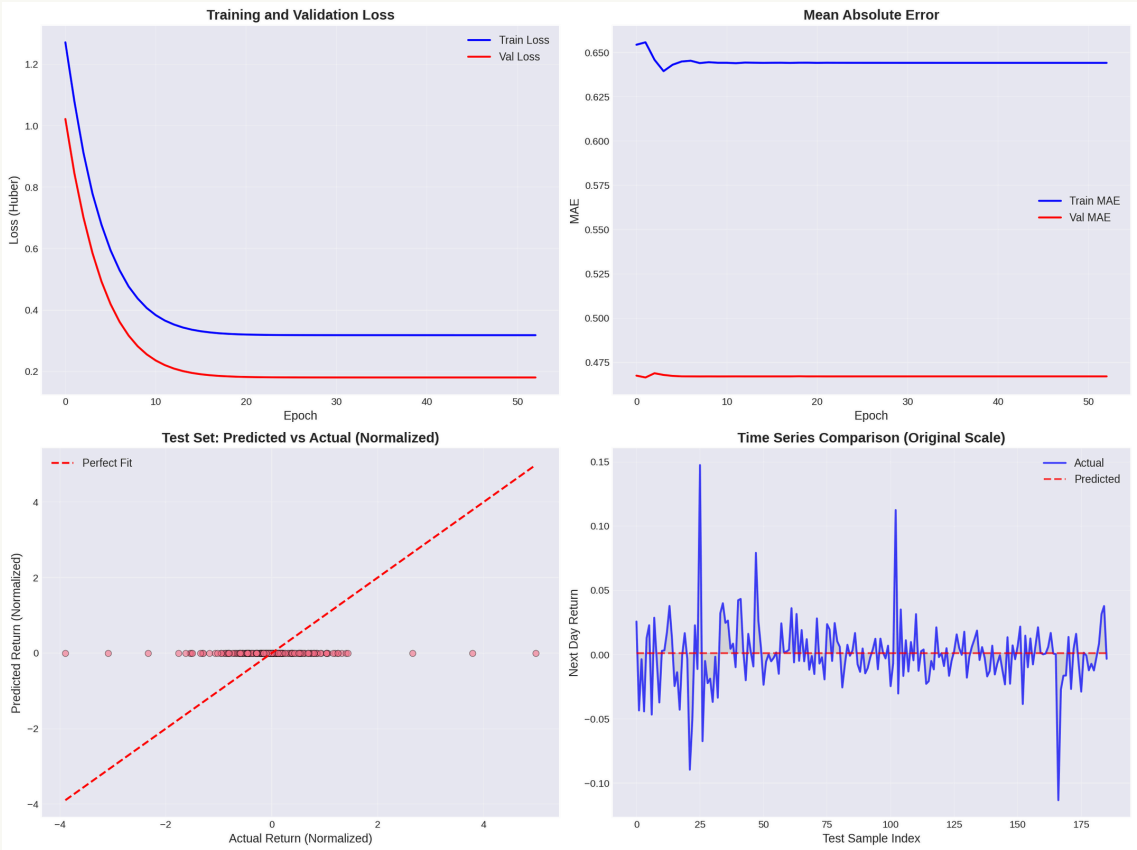 Training and Validation Loss
Train Loss
Val Loss
Loss (Huber)
1.2
1.0
0.8
0.6
0.4
0.2
0
10
20
30
40
50
Epoch
Mean Absolute Error
Train MAE
Val MAE
MAE
0.650
0.625
0.600
0.575
0.550
0.525
0.500
0.475
0
10
20
30
40
50
Epoch
Test Set: Predicted vs Actual (Normalized)
Perfect Fit
Predicted Return (Normalized)
4
2
0
−2
−4
−4
−2
0
2
4
Actual Return (Normalized)
Time Series Comparison (Original Scale)
Actual
Predicted
Next Day Return
0.15
0.10
0.05
0.00
−0.05
−0.10
0
25
50
75
100
125
150
175
Test Sample Index